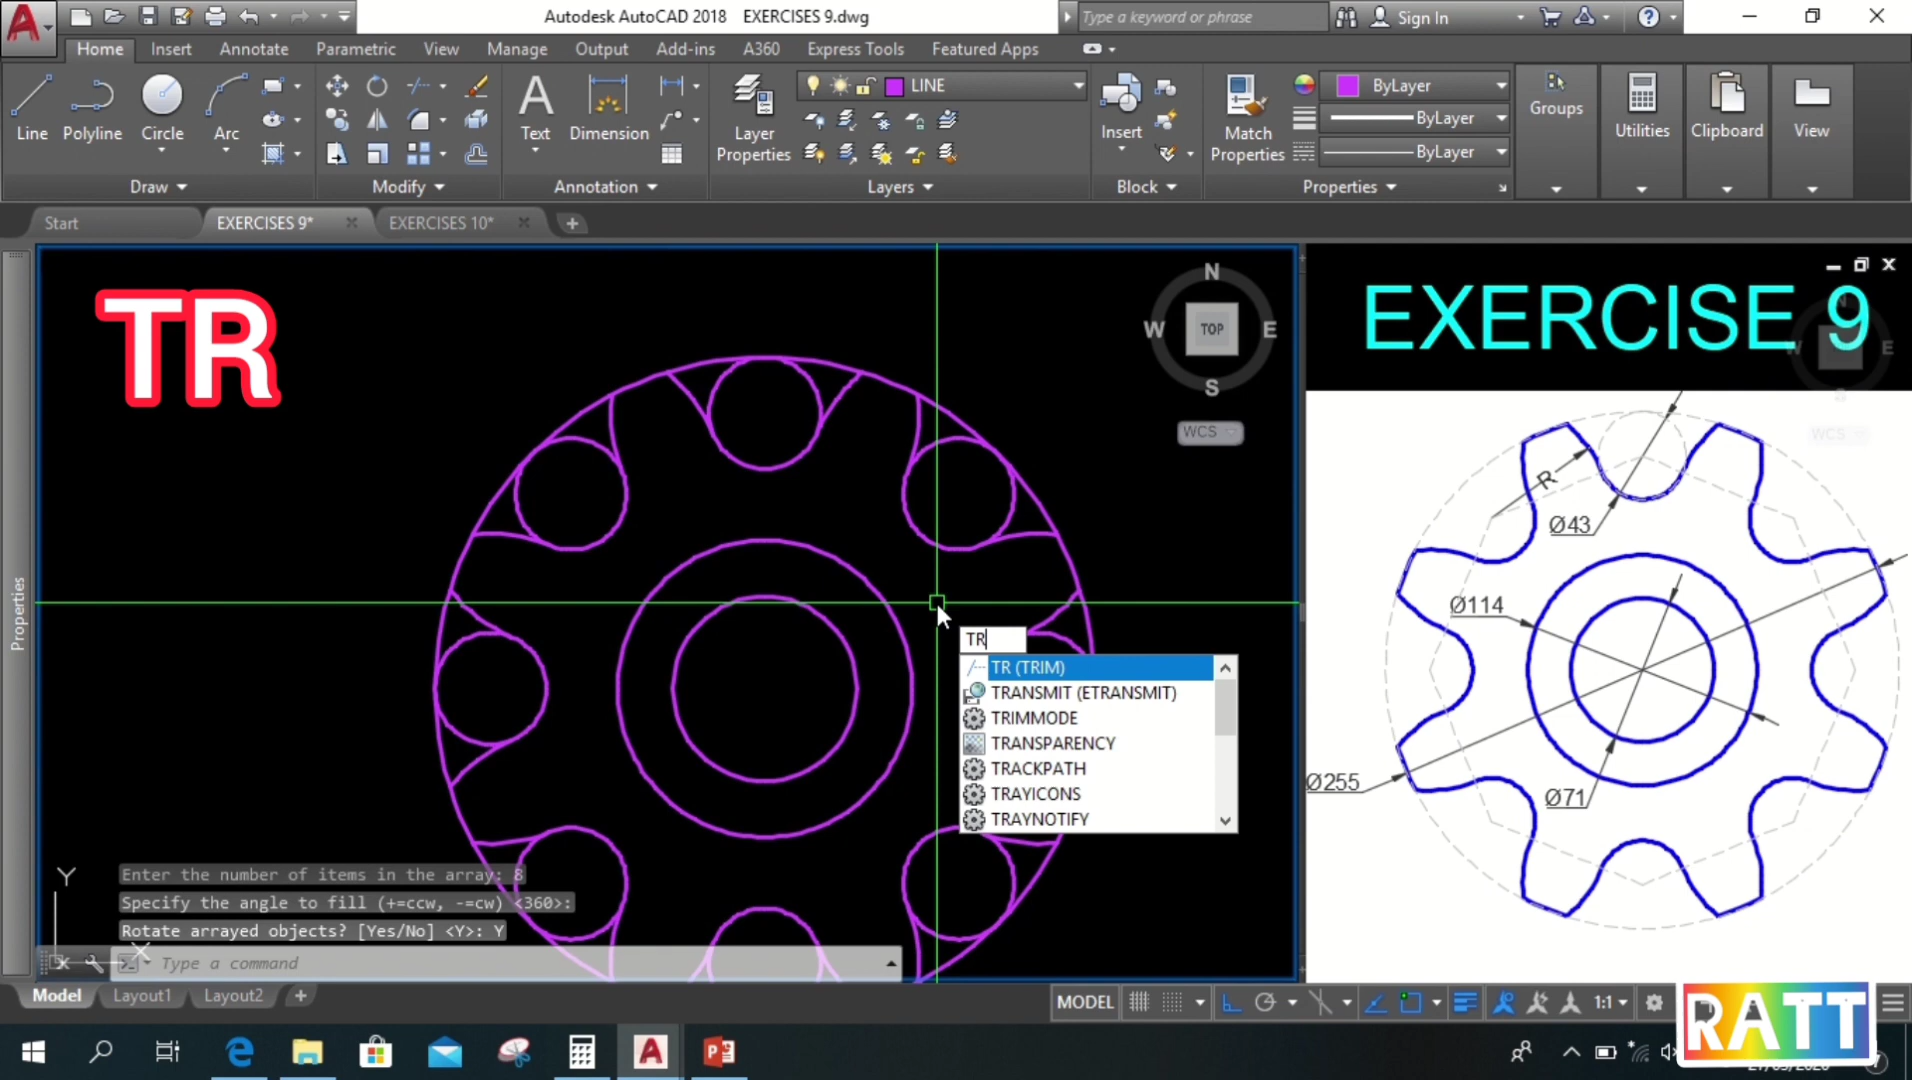 Autodesk AutoCAD 2018 EXERCISES 9.dwg
Type a keyword or phrase
Sign In
Home Insert Annotate Parametric View Manage Output Add-ins A360 Express Tools Featured Apps
LINE
ByLayer
ByLayer
ByLayer
Line Polyline Circle Arc
Text Dimension
Layer Properties
Insert
Match Properties
Groups
Utilities
Clipboard
View
Draw Modify Annotation Layers Block Properties
Start EXERCISES 9* EXERCISES 10*
Properties
TR
N
W TOP E
S
WCS
EXERCISE 9
N
W E
S
WCS
R
Ø43
Ø114
Ø255
Ø71
TR
TR (TRIM)
TRANSMIT (ETRANSMIT)
TRIMMODE
TRANSPARENCY
TRACKPATH
TRAYICONS
TRAYNOTIFY
Y
X
Enter the number of items in the array: 8
Specify the angle to fill (+=ccw, -=cw) <360>:
Rotate arrayed objects? [Yes/No] <Y>: Y
Type a command
Model Layout1 Layout2
MODEL 1:1
RATT